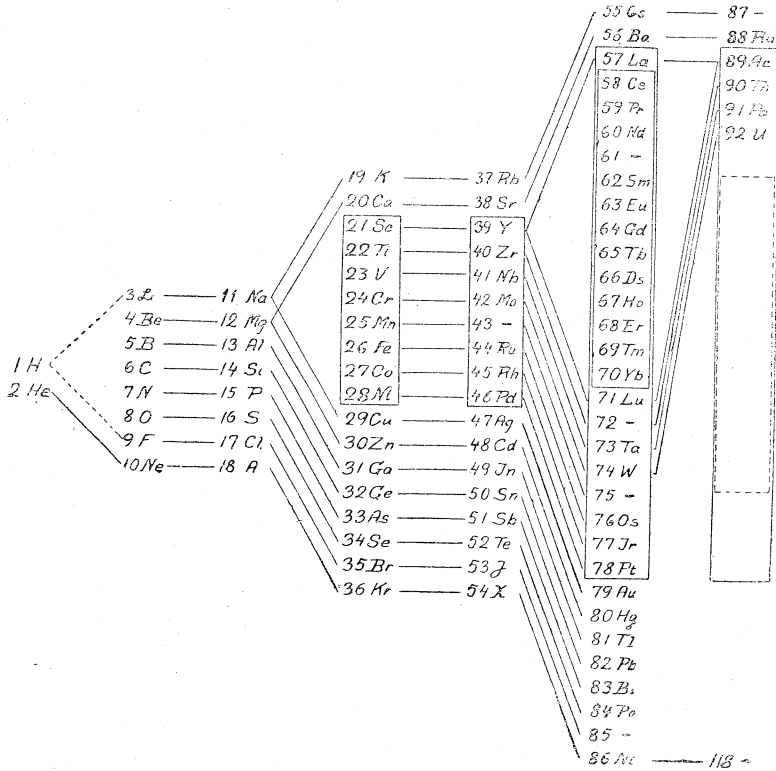 1 H
2 He
3 Li
4 Be
5 B
6 C
7 N
8 O
9 F
10 Ne
11 Na
12 Mg
13 Al
14 Si
15 P
16 S
17 Cl
18 A
19 K
20 Ca
21 Sc
22 Ti
23 V
24 Cr
25 Mn
26 Fe
27 Co
28 Ni
29 Cu
30 Zn
31 Ga
32 Ge
33 As
34 Se
35 Br
36 Kr
37 Rb
38 Sr
39 Y
40 Zr
41 Nb
42 Mo
43 -
44 Ru
45 Rh
46 Pd
47 Ag
48 Cd
49 Jn
50 Sn
51 Sb
52 Te
53 J
54 X
55 Cs
56 Ba
57 La
58 Ce
59 Pr
60 Nd
61 -
62 Sm
63 Eu
64 Gd
65 Tb
66 Ds
67 Ho
68 Er
69 Tm
70 Yb
71 Lu
72 -
73 Ta
74 W
75 -
76 Os
77 Jr
78 Pt
79 Au
80 Hg
81 Tl
82 Pb
83 Bi
84 Po
85 -
86 Nt
87 -
88 Ra
89 Ac
90 Th
91 Pa
92 U
118 -